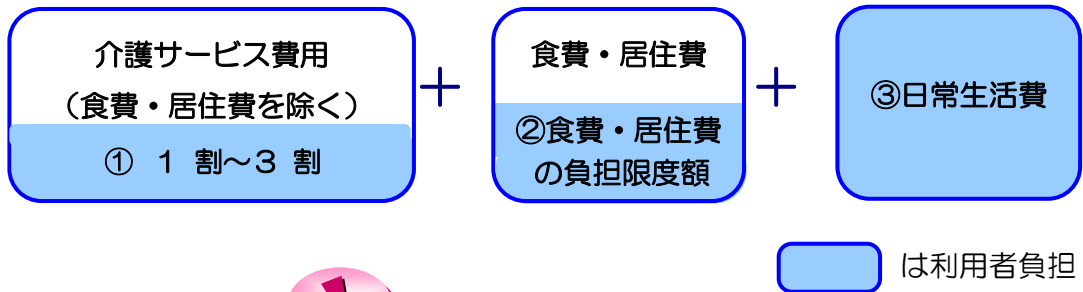 介護サービス費用
（食費・居住費を除く）
① １ 割～３ 割
＋
食費・居住費
②食費・居住費
の負担限度額
＋
③日常生活費
は利用者負担